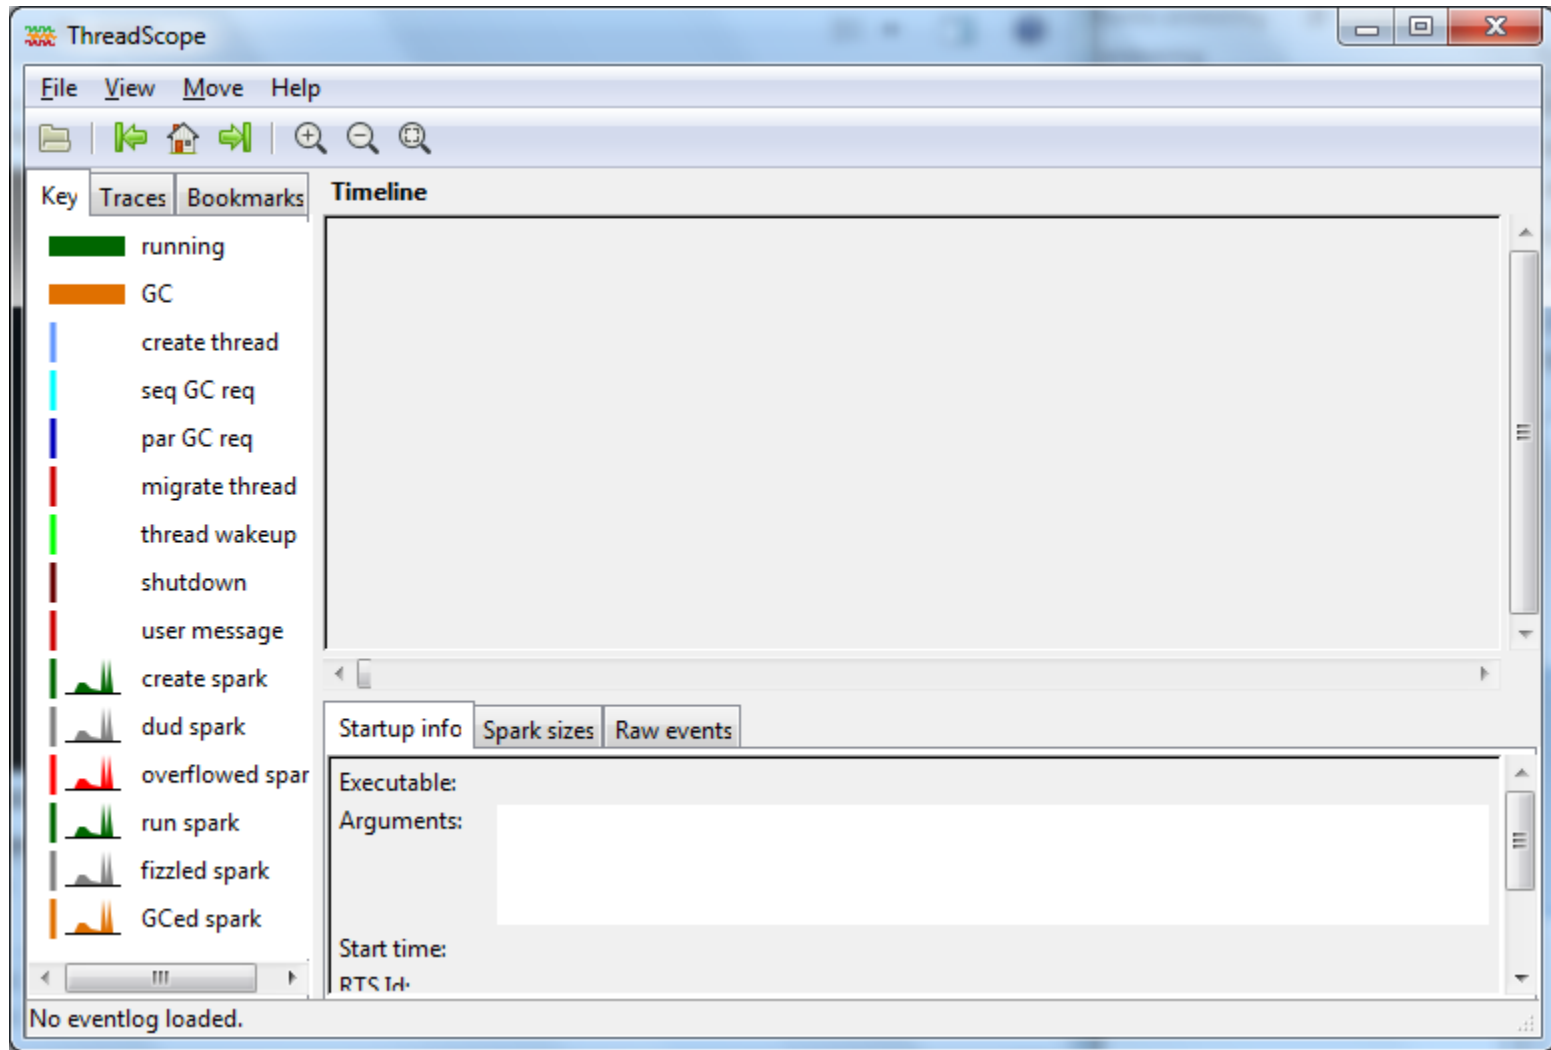 ThreadScope
File View Move Help
Key Traces Bookmarks
Timeline
running
GC
create thread
seq GC req
par GC req
migrate thread
thread wakeup
shutdown
user message
create spark
dud spark
overflowed spar
run spark
fizzled spark
GCed spark
Startup info Spark sizes Raw events
Executable:
Arguments:
Start time:
RTS Id:
No eventlog loaded.